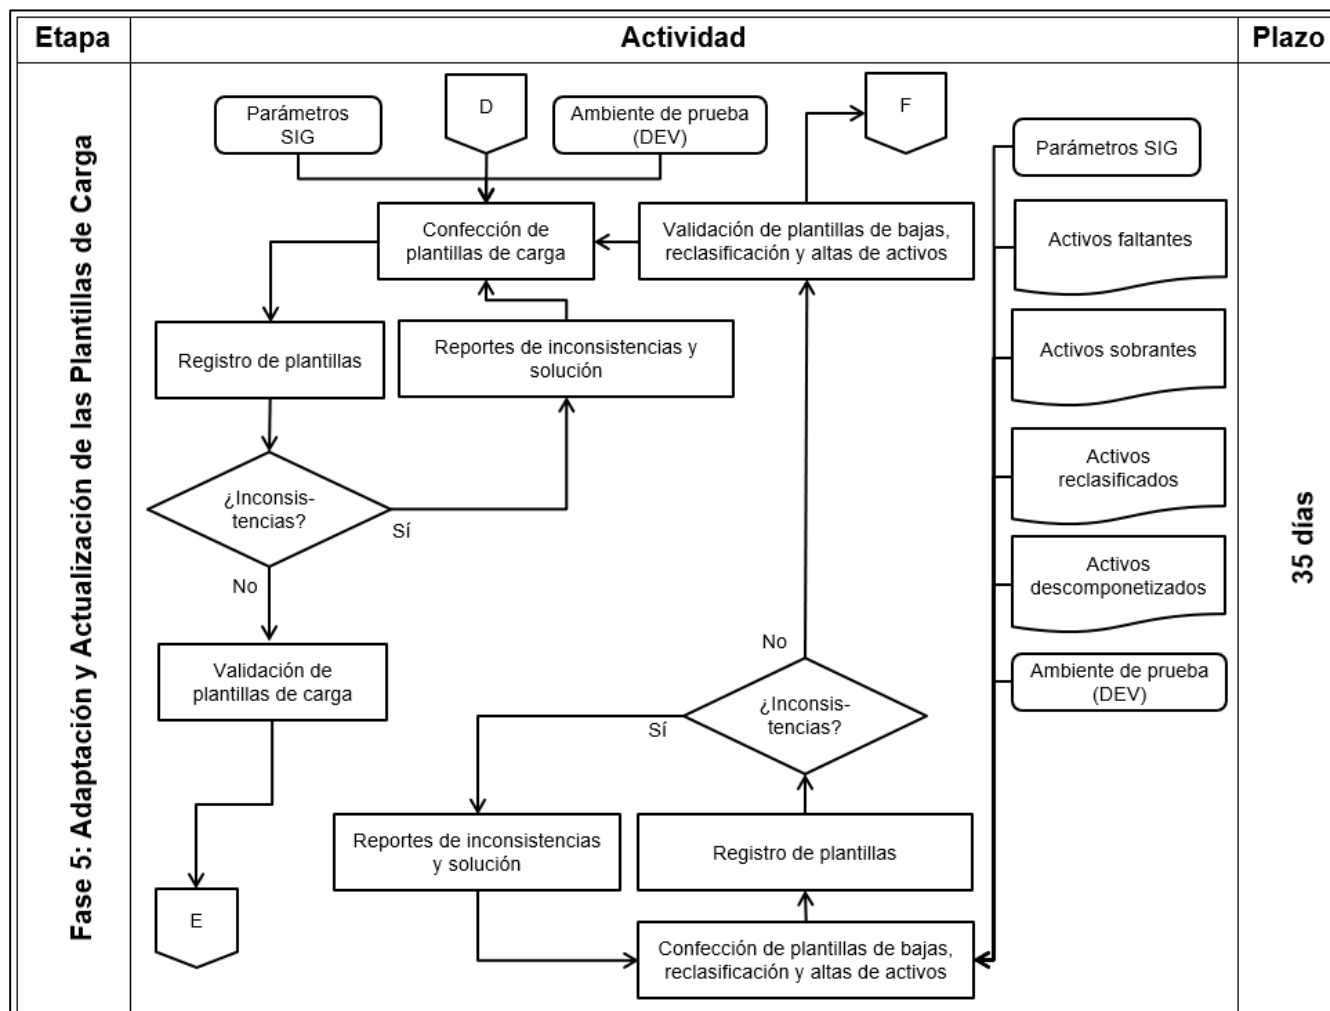 Etapa
Actividad
Plazo
Fase 5: Adaptación y Actualización de las Plantillas de Carga
Parámetros
SIG
D
Ambiente de prueba
(DEV)
F
Parámetros SIG
Confección de
plantillas de carga
Validación de plantillas de bajas,
reclasificación y altas de activos
Activos faltantes
Registro de plantillas
Reportes de inconsistencias y
solución
Activos sobrantes
¿Inconsis-
tencias?
Sí
No
Activos
reclasificados
Activos
descomponetizados
35 días
Validación de
plantillas de carga
No
¿Inconsis-
tencias?
Sí
Ambiente de prueba
(DEV)
Reportes de inconsistencias
y solución
Registro de plantillas
E
Confección de plantillas de bajas,
reclasificación y altas de activos